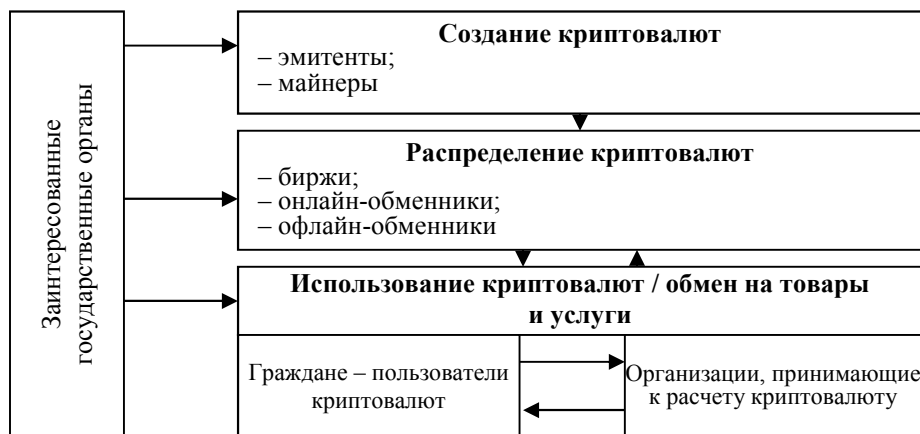 Заинтересованные
государственные органы
Создание криптовалют
– эмитенты;
– майнеры
Распределение криптовалют
– биржи;
– онлайн-обменники;
– офлайн-обменники
Использование криптовалют / обмен на товары
и услуги
Граждане – пользователи
криптовалют
Организации, принимающие
к расчету криптовалюту